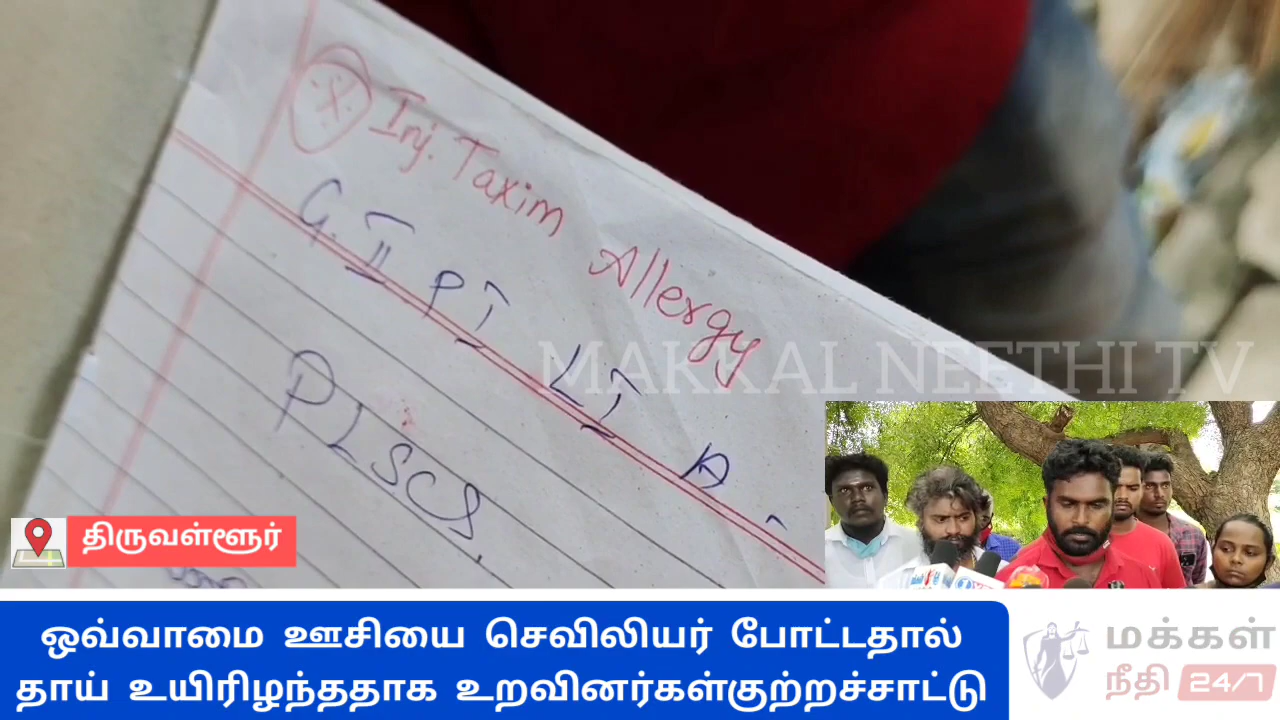 Inj. Taxim Allergy
G. II P I L I A
PLSCS
MAKKAL NEETHI TV
திருவள்ளூர்
ஒவ்வாமை ஊசியை செவிலியர் போட்டதால்
தாய் உயிரிழந்ததாக உறவினர்கள்குற்றச்சாட்டு
மக்கள்
நீதி 24/7